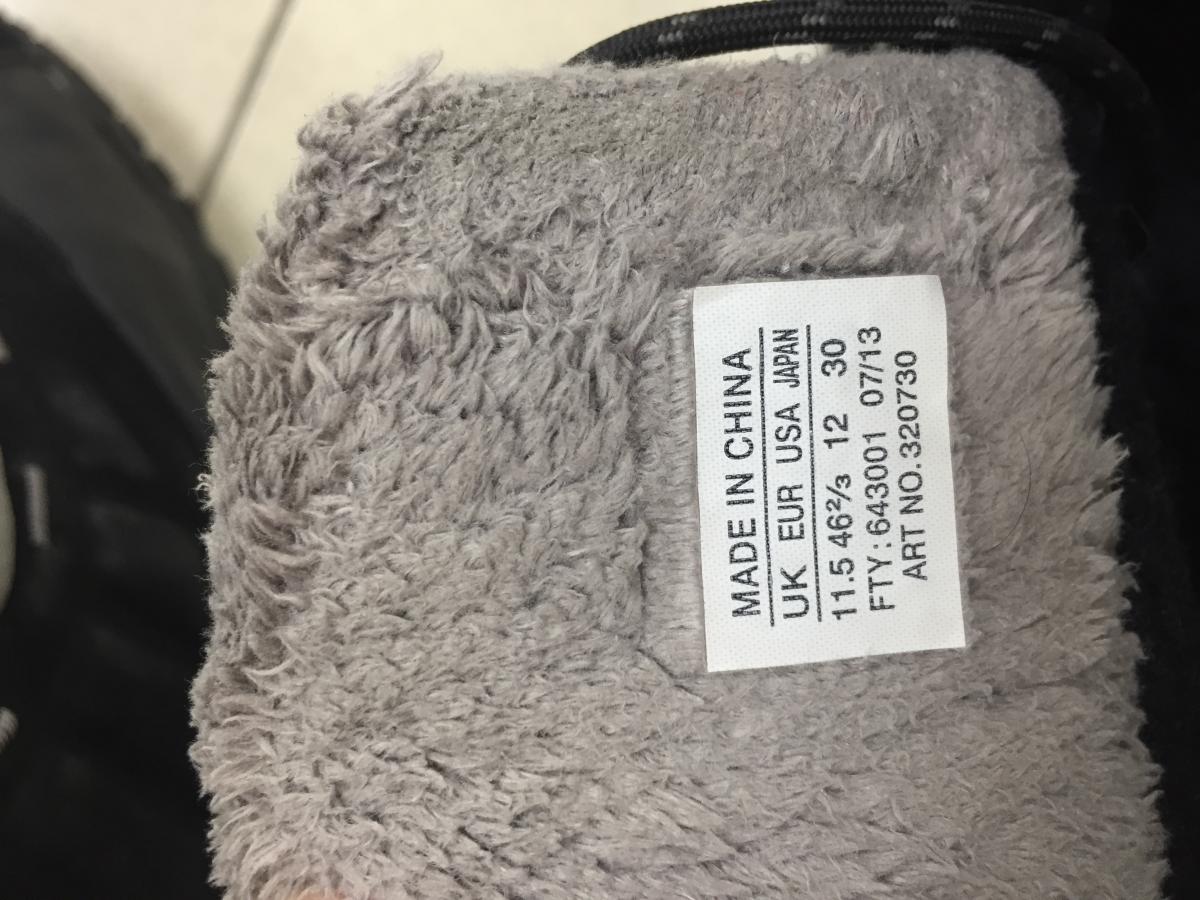 MADE IN CHINA
UK EUR USA JAPAN
11.5 46⅔ 12 30
FTY: 643001 07/13
ART NO. 320730